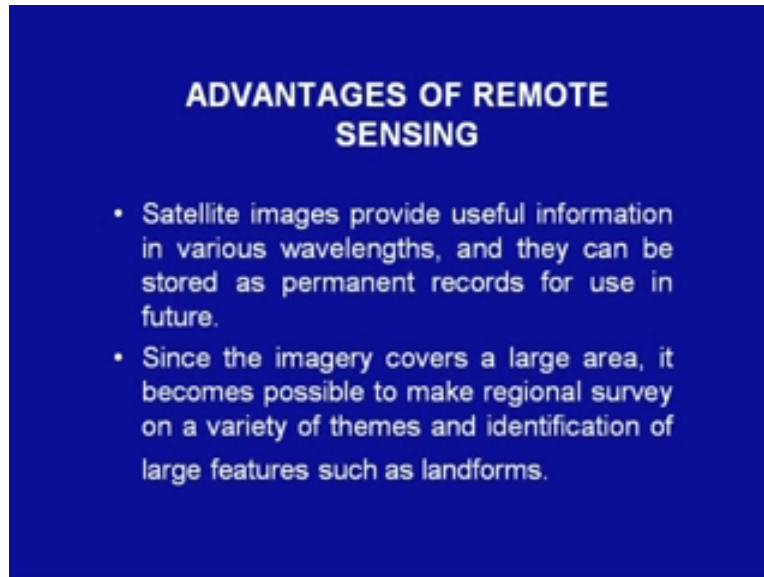 ADVANTAGES OF REMOTE
SENSING
• Satellite images provide useful information
in various wavelengths, and they can be
stored as permanent records for use in
future.
• Since the imagery covers a large area, it
becomes possible to make regional survey
on a variety of themes and identification of
large features such as landforms.